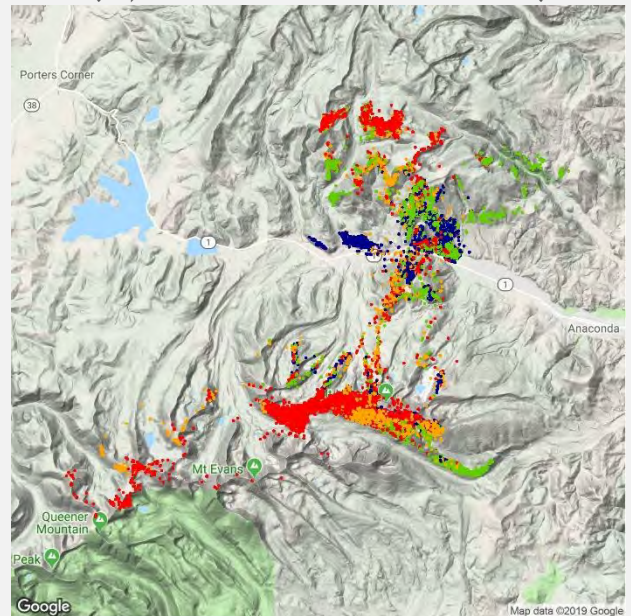 Porters Corner
38
1
1
1
Anaconda
Mt Evans
Queener
Mountain
Peak
Google
Map data ©2019 Google